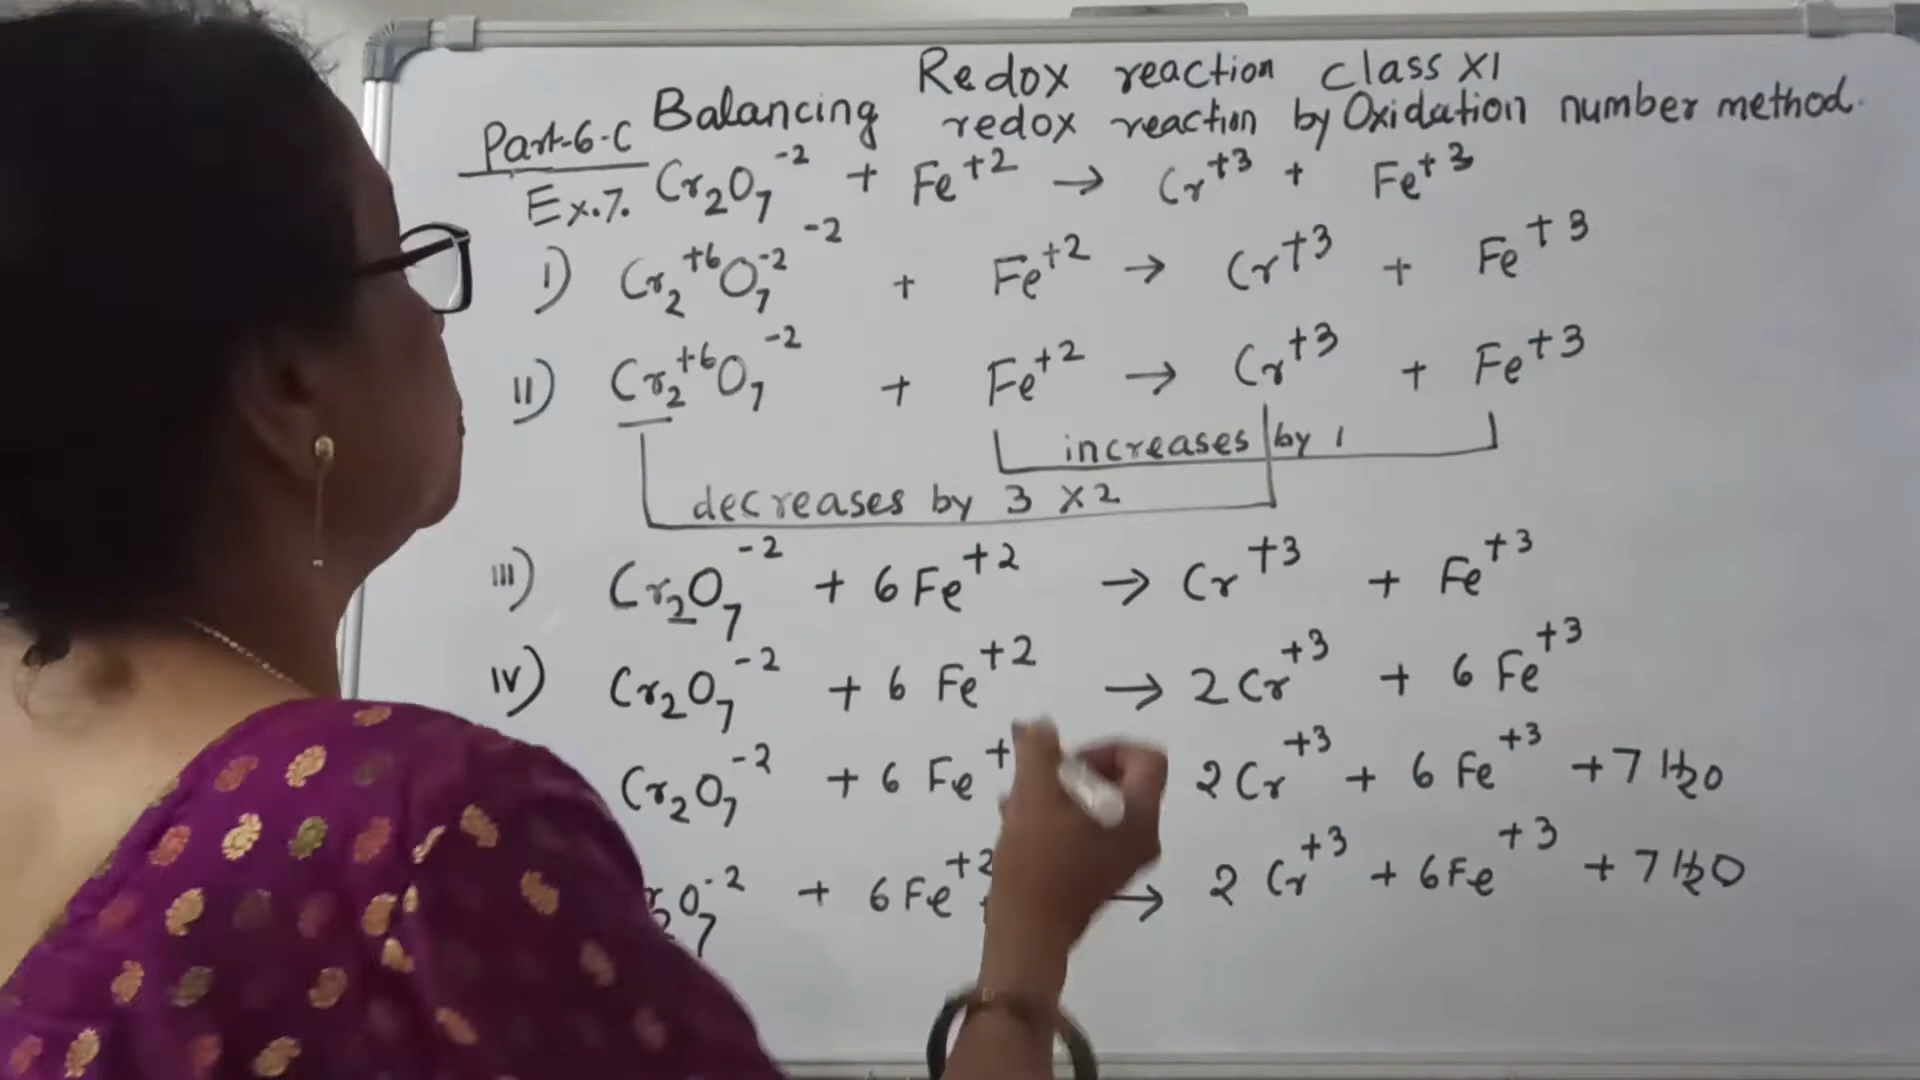 Redox reaction class XI
Part-6-C Balancing redox reaction by Oxidation number method.
Ex.7. Cr₂O₇⁻² + Fe⁺² → Cr⁺³ + Fe⁺³
I) Cr₂⁺⁶O₇⁻² ⁻² + Fe⁺² → Cr⁺³ + Fe⁺³
II) Cr₂⁺⁶O₇⁻² + Fe⁺² → Cr⁺³ + Fe⁺³
increases by 1
decreases by 3 x2
III) Cr₂O₇⁻² + 6Fe⁺² → Cr⁺³ + Fe⁺³
IV) Cr₂O₇⁻² + 6 Fe⁺² → 2Cr⁺³ + 6 Fe⁺³
Cr₂O₇⁻² + 6 Fe⁺ 2Cr⁺³ + 6 Fe⁺³ + 7 H₂O
r₂O₇⁻² + 6Fe⁺² → 2 Cr⁺³ + 6Fe⁺³ + 7 H₂O